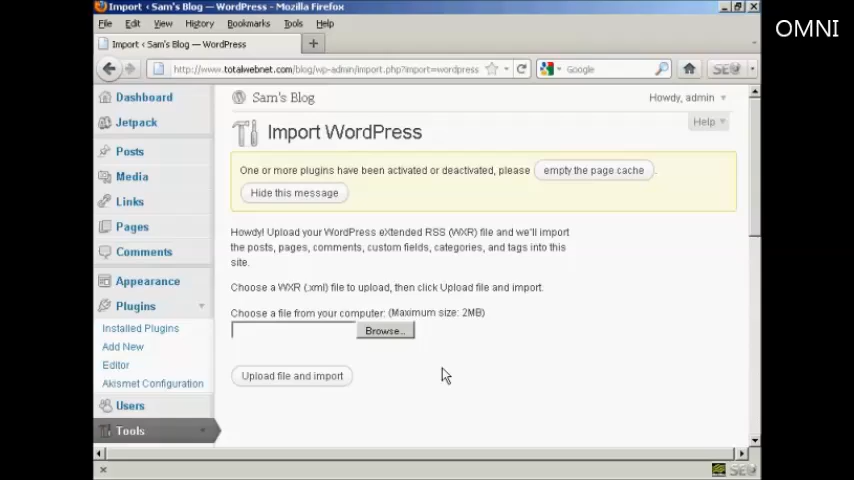 Import ‹ Sam's Blog — WordPress - Mozilla Firefox
OMNI
File Edit View History Bookmarks Tools Help
Import ‹ Sam's Blog — WordPress
http://www.totalwebnet.com/blog/wp-admin/import.php?import=wordpress
Google
SEO
Dashboard
Jetpack
Posts
Media
Links
Pages
Comments
Appearance
Plugins
Installed Plugins
Add New
Editor
Akismet Configuration
Users
Tools
Sam's Blog
Howdy, admin
Help
Import WordPress
One or more plugins have been activated or deactivated, please empty the page cache.
Hide this message
Howdy! Upload your WordPress eXtended RSS (WXR) file and we'll import
the posts, pages, comments, custom fields, categories, and tags into this
site.
Choose a WXR (.xml) file to upload, then click Upload file and import.
Choose a file from your computer: (Maximum size: 2MB)
Browse...
Upload file and import
SEO